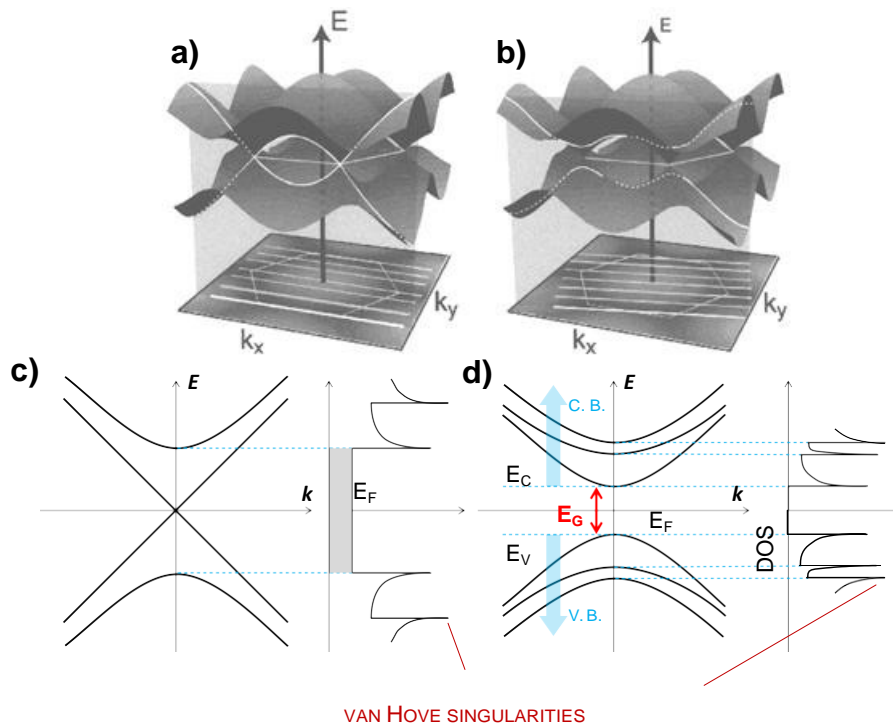 a)
E
k_x
k_y
b)
E
k_x
k_y
c)
E
k
E_F
d)
E
C. B.
E_C
k
E_G
E_F
E_V
DOS
V. B.
VAN HOVE SINGULARITIES